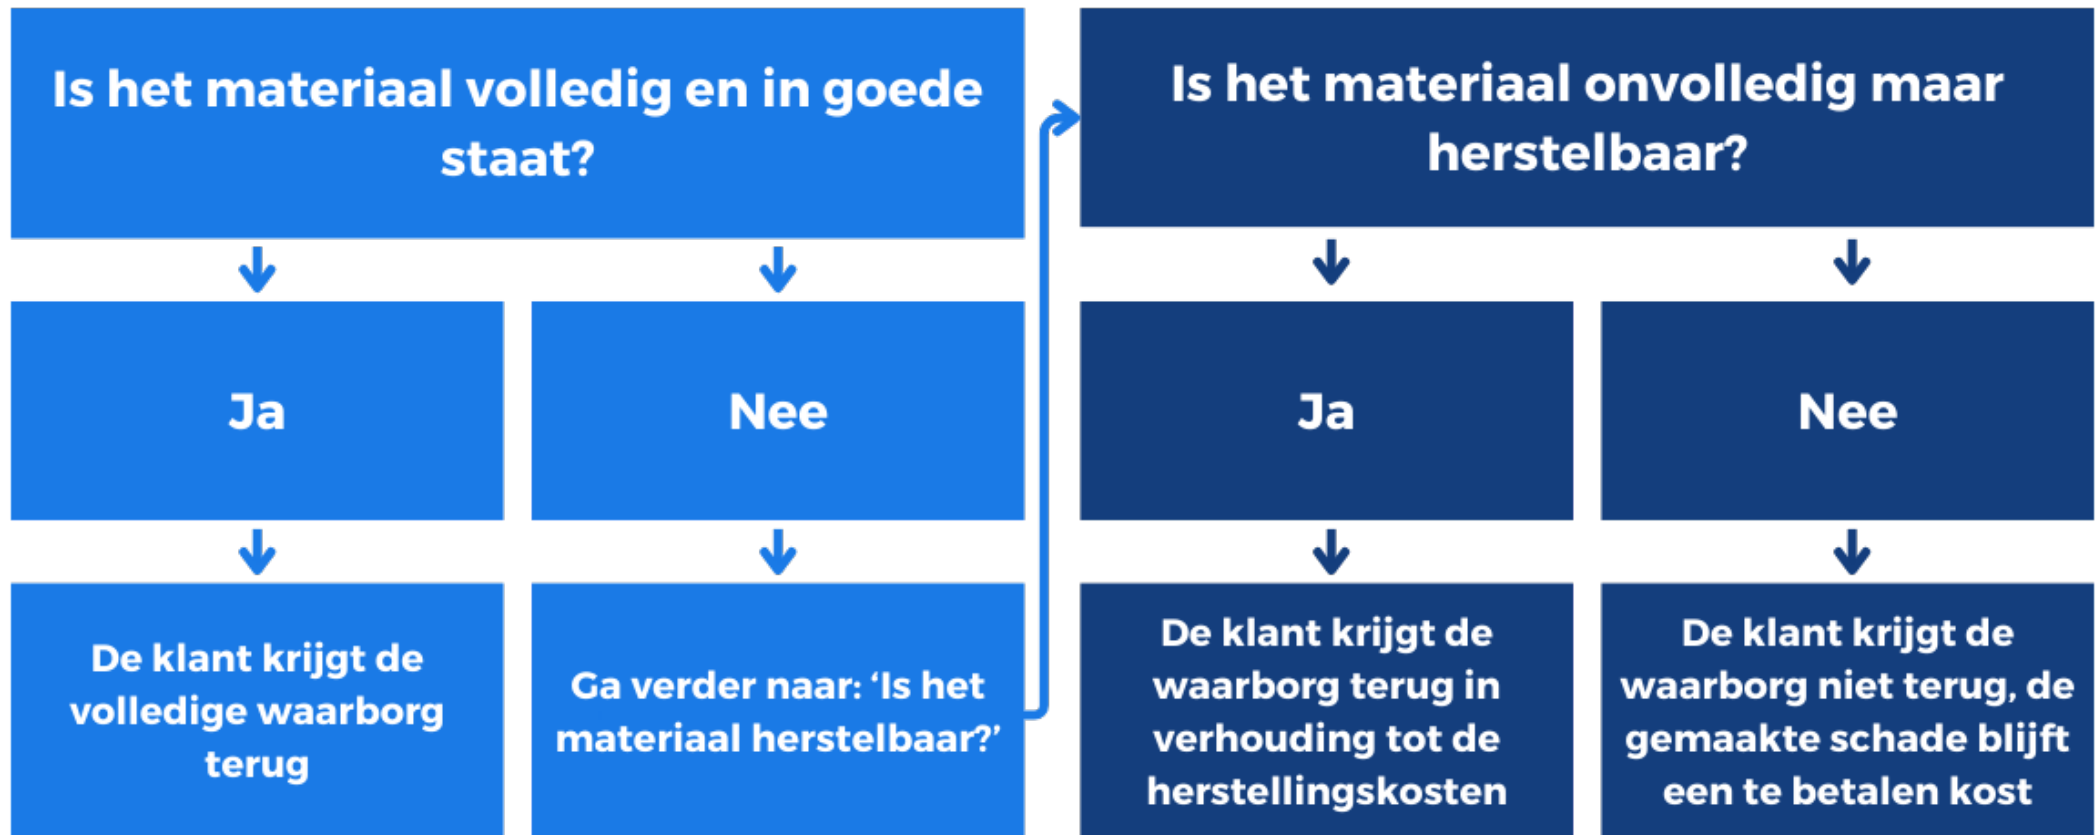 Is het materiaal volledig en in goede
staat?
Ja
Nee
De klant krijgt de
volledige waarborg
terug
Ga verder naar: ‘Is het
materiaal herstelbaar?’
Is het materiaal onvolledig maar
herstelbaar?
Ja
Nee
De klant krijgt de
waarborg terug in
verhouding tot de
herstellingskosten
De klant krijgt de
waarborg niet terug, de
gemaakte schade blijft
een te betalen kost